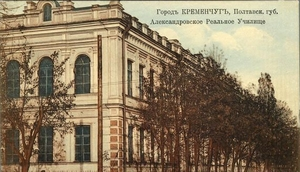 Городъ КРЕМЕНЧУГЪ, Полтавск. губ.
Александровское Реальное Училище